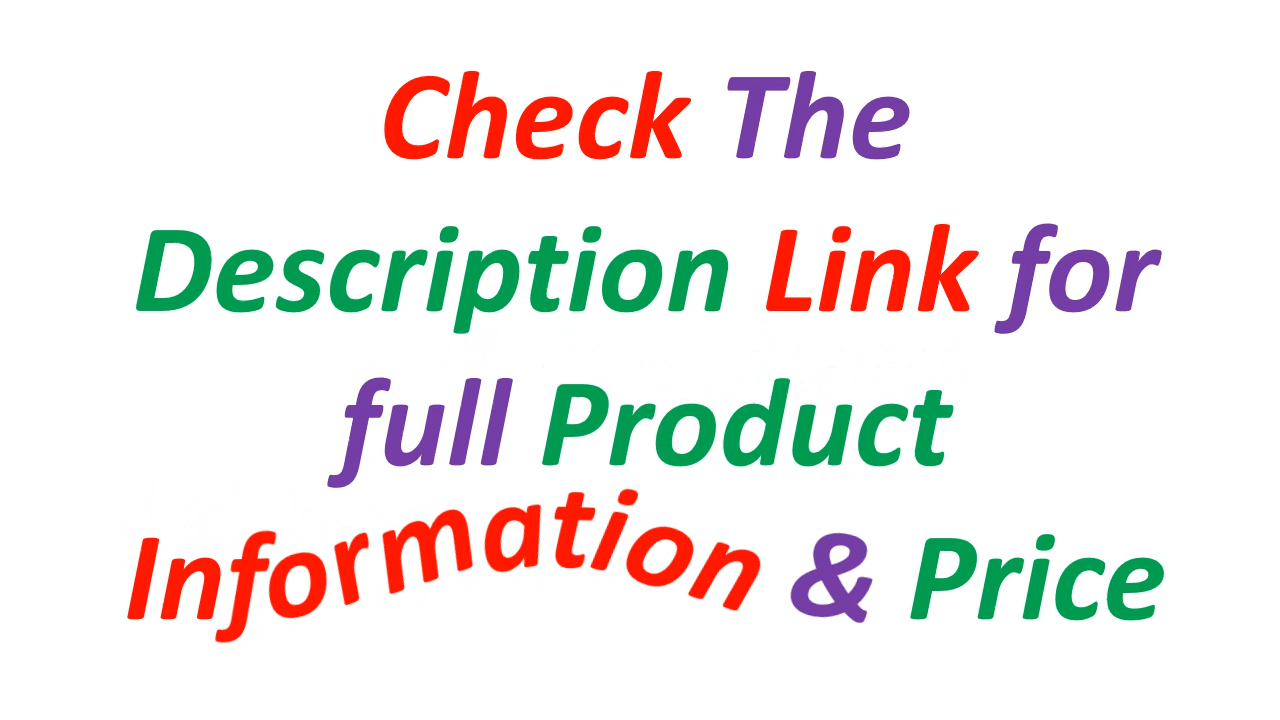 Check The
Description Link for
full Product
Information & Price